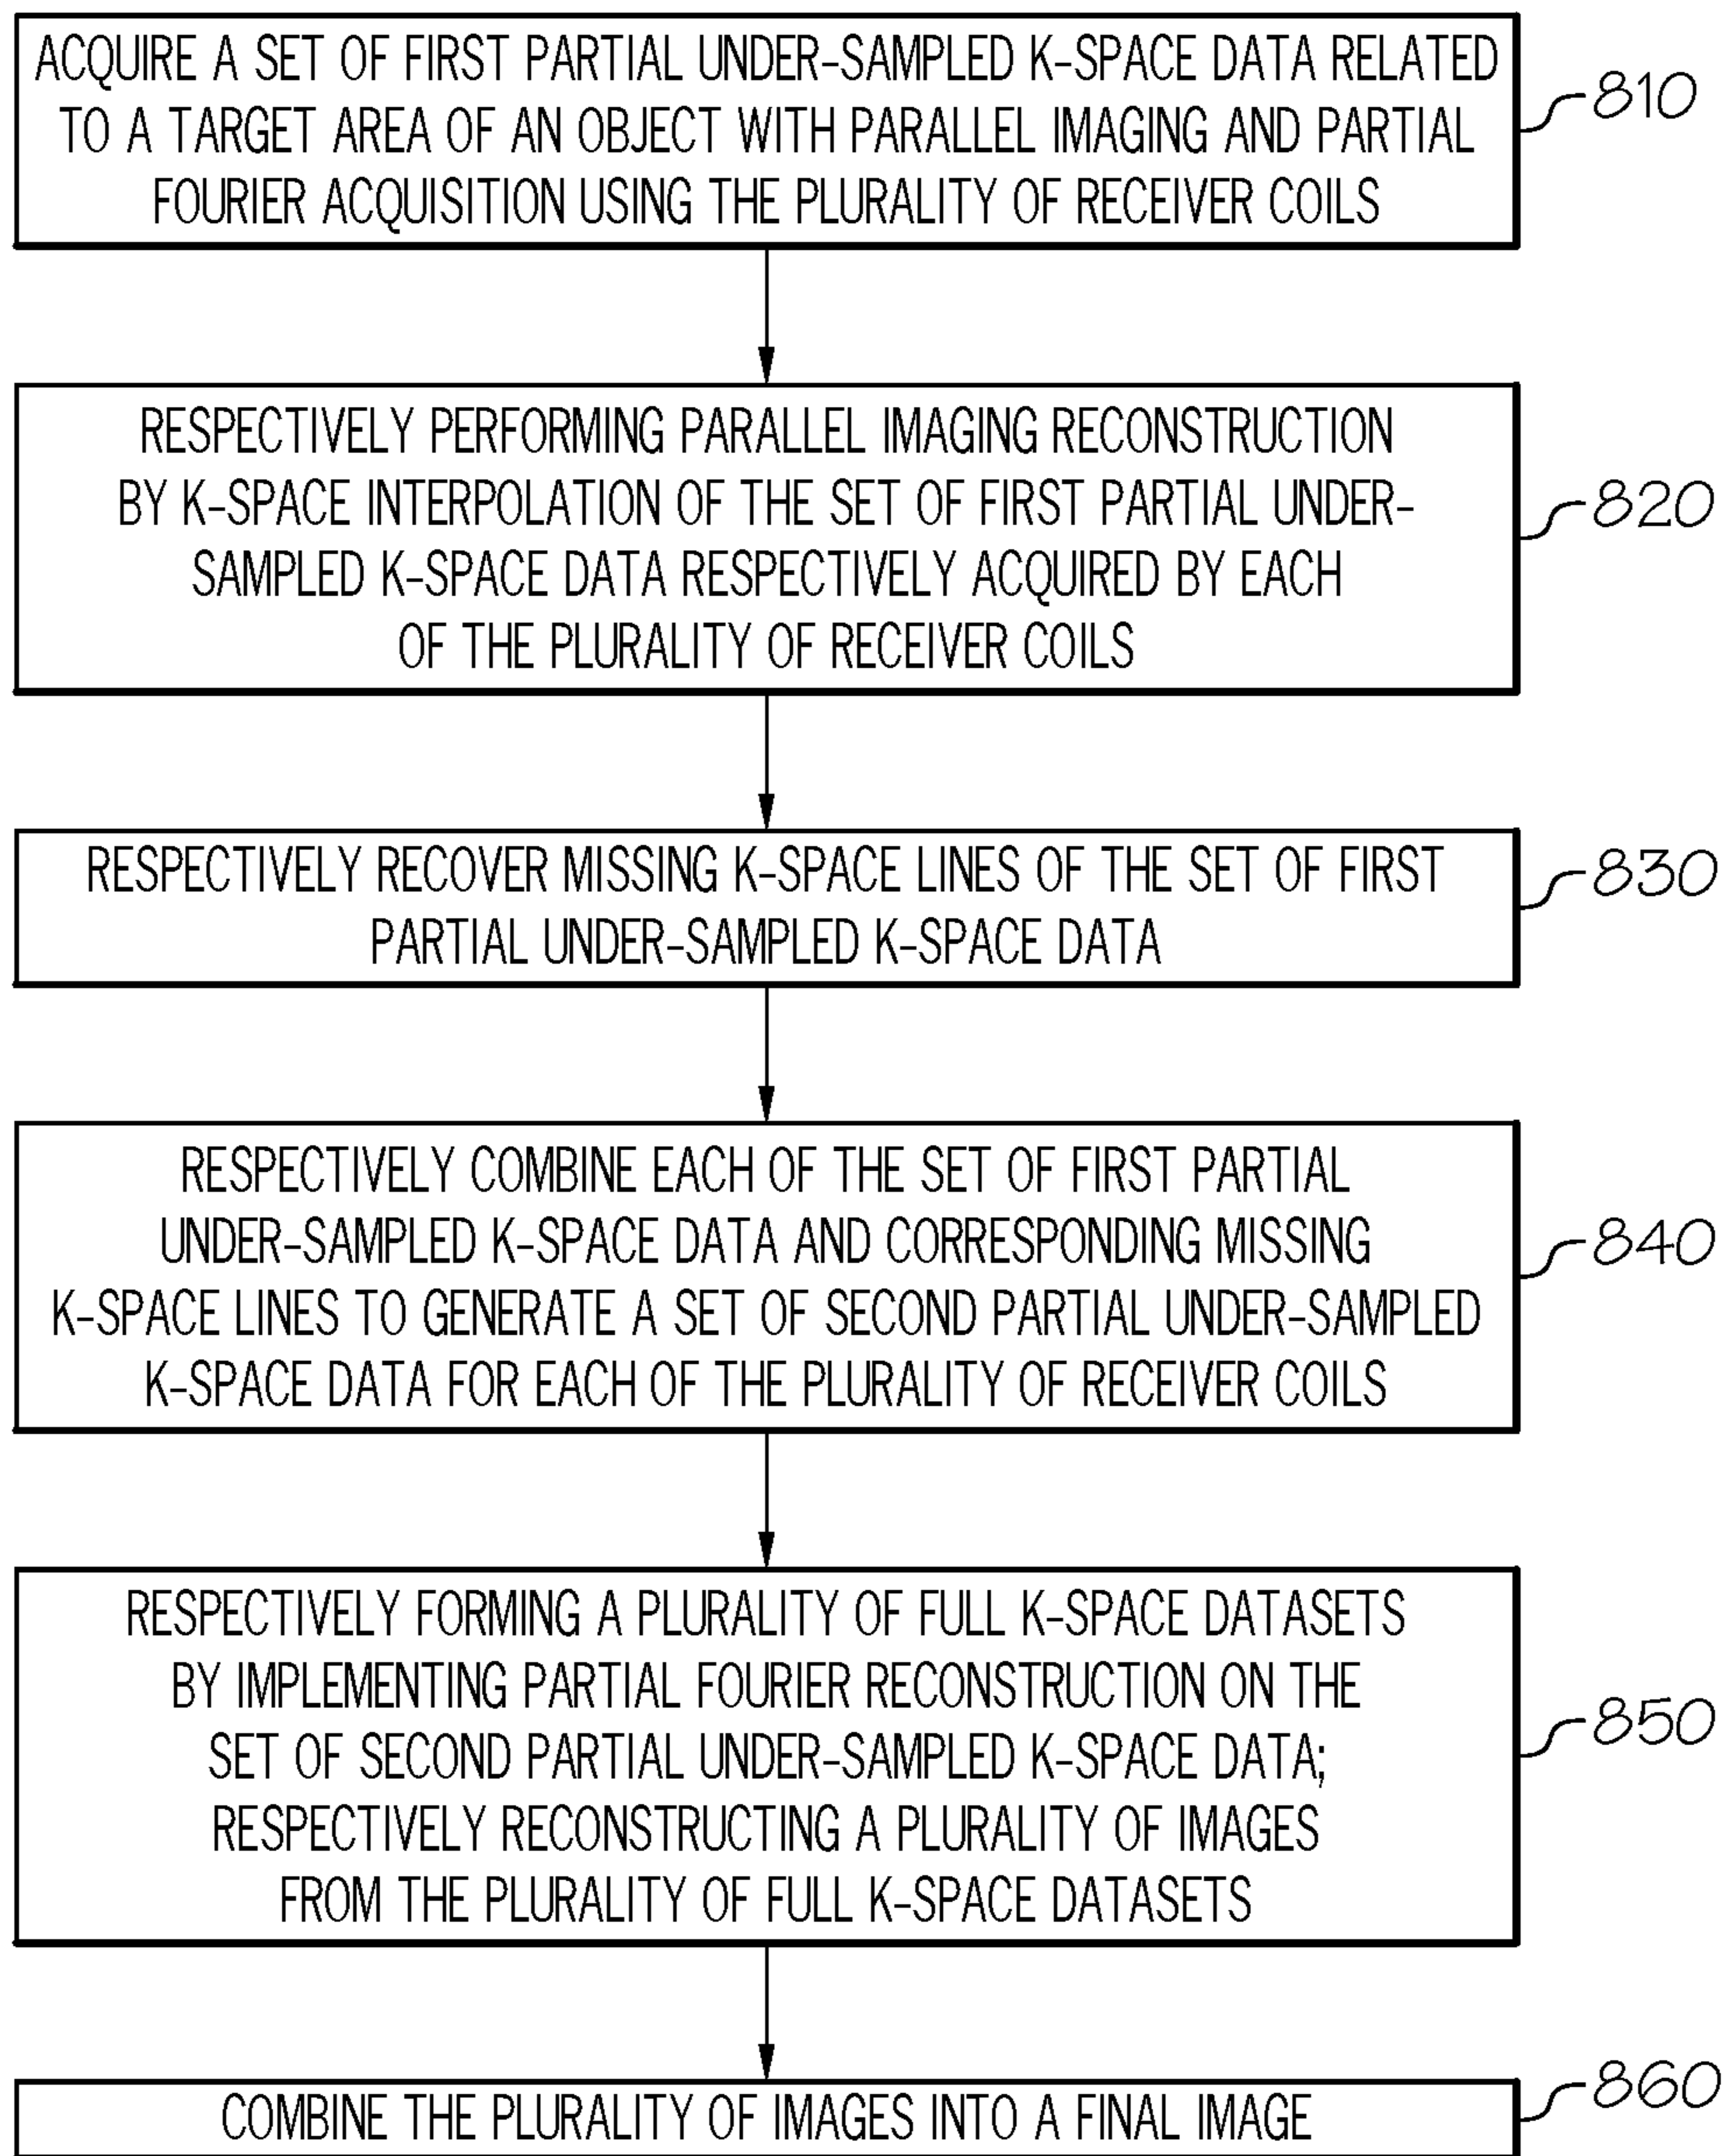 ACQUIRE A SET OF FIRST PARTIAL UNDER-SAMPLED K-SPACE DATA RELATED
TO A TARGET AREA OF AN OBJECT WITH PARALLEL IMAGING AND PARTIAL
FOURIER ACQUISITION USING THE PLURALITY OF RECEIVER COILS
810
RESPECTIVELY PERFORMING PARALLEL IMAGING RECONSTRUCTION
BY K-SPACE INTERPOLATION OF THE SET OF FIRST PARTIAL UNDER-
SAMPLED K-SPACE DATA RESPECTIVELY ACQUIRED BY EACH
OF THE PLURALITY OF RECEIVER COILS
820
RESPECTIVELY RECOVER MISSING K-SPACE LINES OF THE SET OF FIRST
PARTIAL UNDER-SAMPLED K-SPACE DATA
830
RESPECTIVELY COMBINE EACH OF THE SET OF FIRST PARTIAL
UNDER-SAMPLED K-SPACE DATA AND CORRESPONDING MISSING
K-SPACE LINES TO GENERATE A SET OF SECOND PARTIAL UNDER-SAMPLED
K-SPACE DATA FOR EACH OF THE PLURALITY OF RECEIVER COILS
840
RESPECTIVELY FORMING A PLURALITY OF FULL K-SPACE DATASETS
BY IMPLEMENTING PARTIAL FOURIER RECONSTRUCTION ON THE
SET OF SECOND PARTIAL UNDER-SAMPLED K-SPACE DATA;
RESPECTIVELY RECONSTRUCTING A PLURALITY OF IMAGES
FROM THE PLURALITY OF FULL K-SPACE DATASETS
850
COMBINE THE PLURALITY OF IMAGES INTO A FINAL IMAGE
860